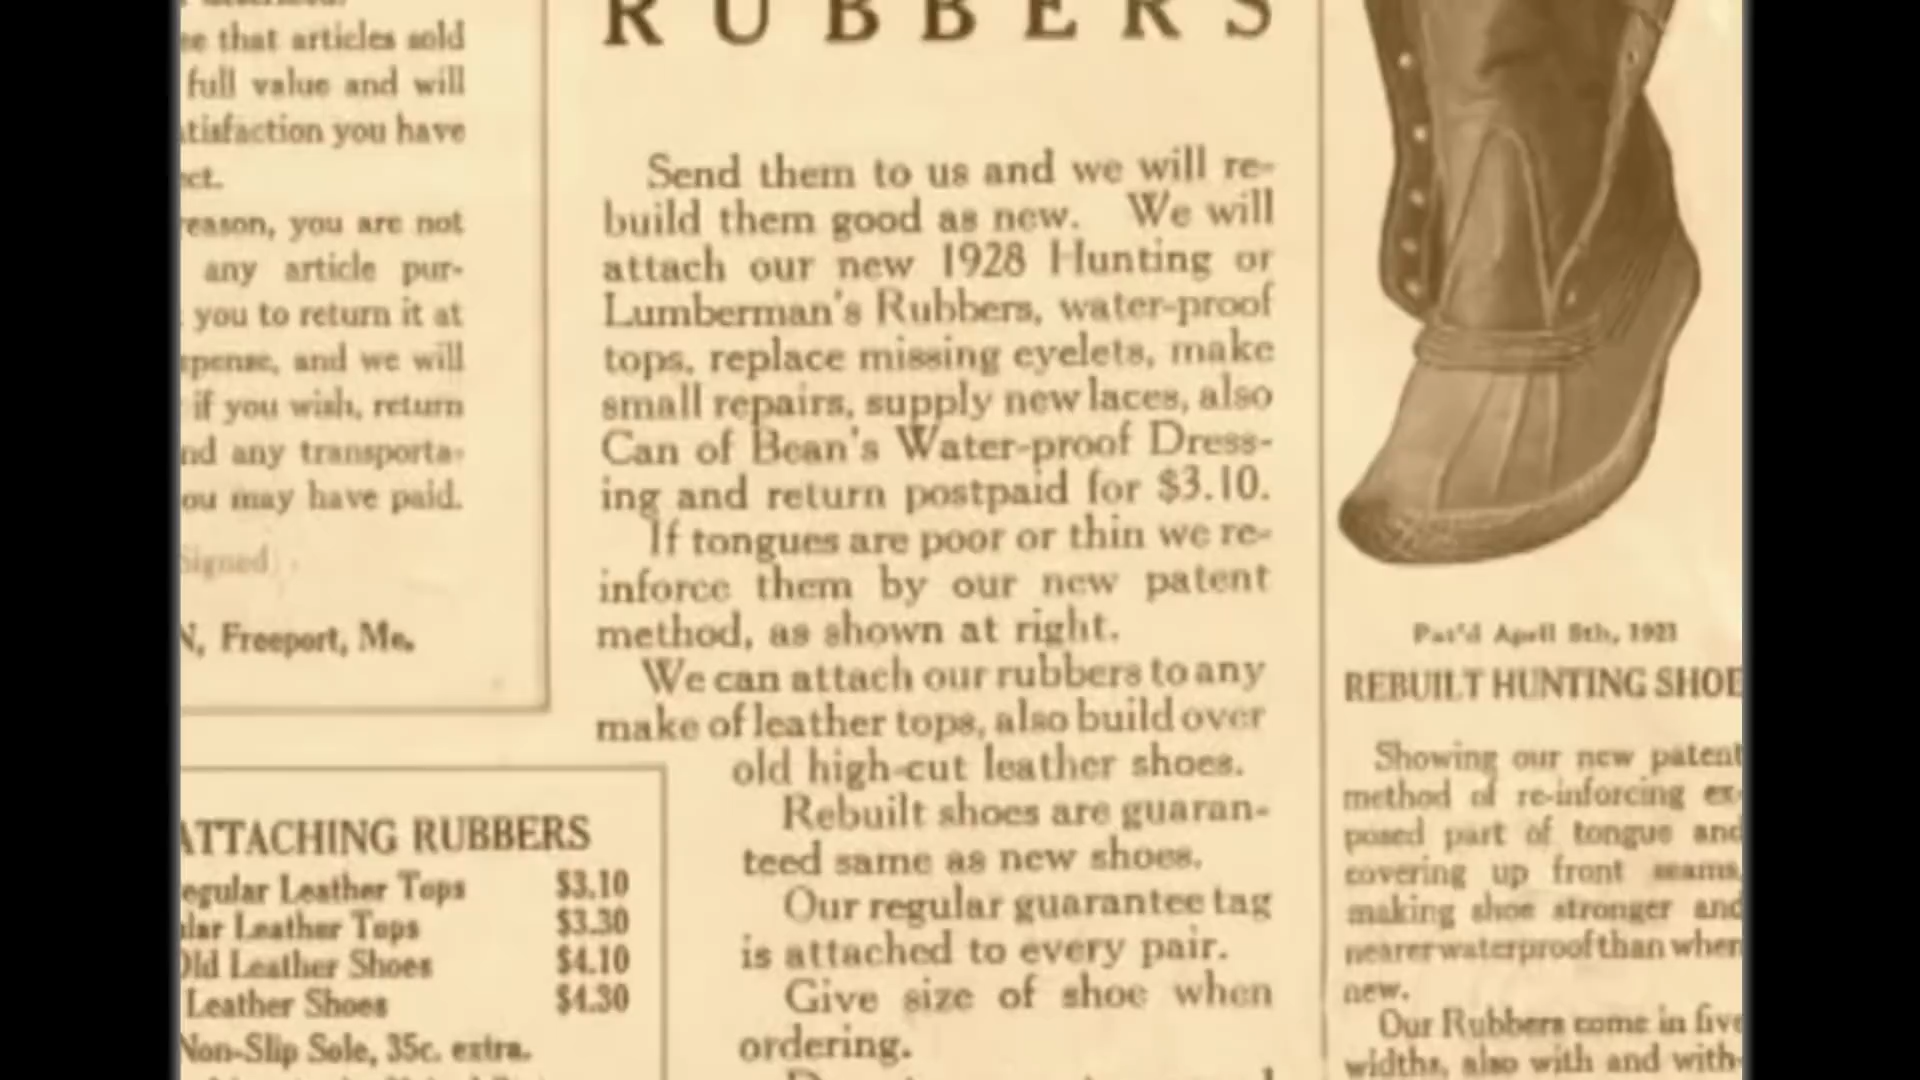 that articles sold
full value and will
you have
you are not
any article pur-
you to return it at
and we will
if you wish, return
any transporta-
may have paid.
Signed
Freeport, Me.
ATTACHING RUBBERS
Leather Tops $3.10
Leather Tops $3.30
Old Leather Shoes $4.10
Leather Shoes $4.30
Non-Slip Sole, 35c. extra.
RUBBERS
Send them to us and we will re-
build them good as new. We will
attach our new 1928 Hunting or
Lumberman's Rubbers, water-proof
tops, replace missing eyelets, make
small repairs, supply new laces, also
Can of Bean's Water-proof Dress-
ing and return postpaid for $3.10.
If tongues are poor or thin we re-
inforce them by our new patent
method, as shown at right.
We can attach our rubbers to any
make of leather tops, also build over
old high-cut leather shoes.
Rebuilt shoes are guaran-
teed same as new shoes.
Our regular guarantee tag
is attached to every pair.
Give size of shoe when
ordering.
Pat'd April 8th, 1921
REBUILT HUNTING SHOE
Showing our new patent
method of re-inforcing ex-
posed part of tongue and
covering up front seams,
making shoe stronger and
nearer waterproof than when
new.
Our Rubbers come in five
widths, also with and with-